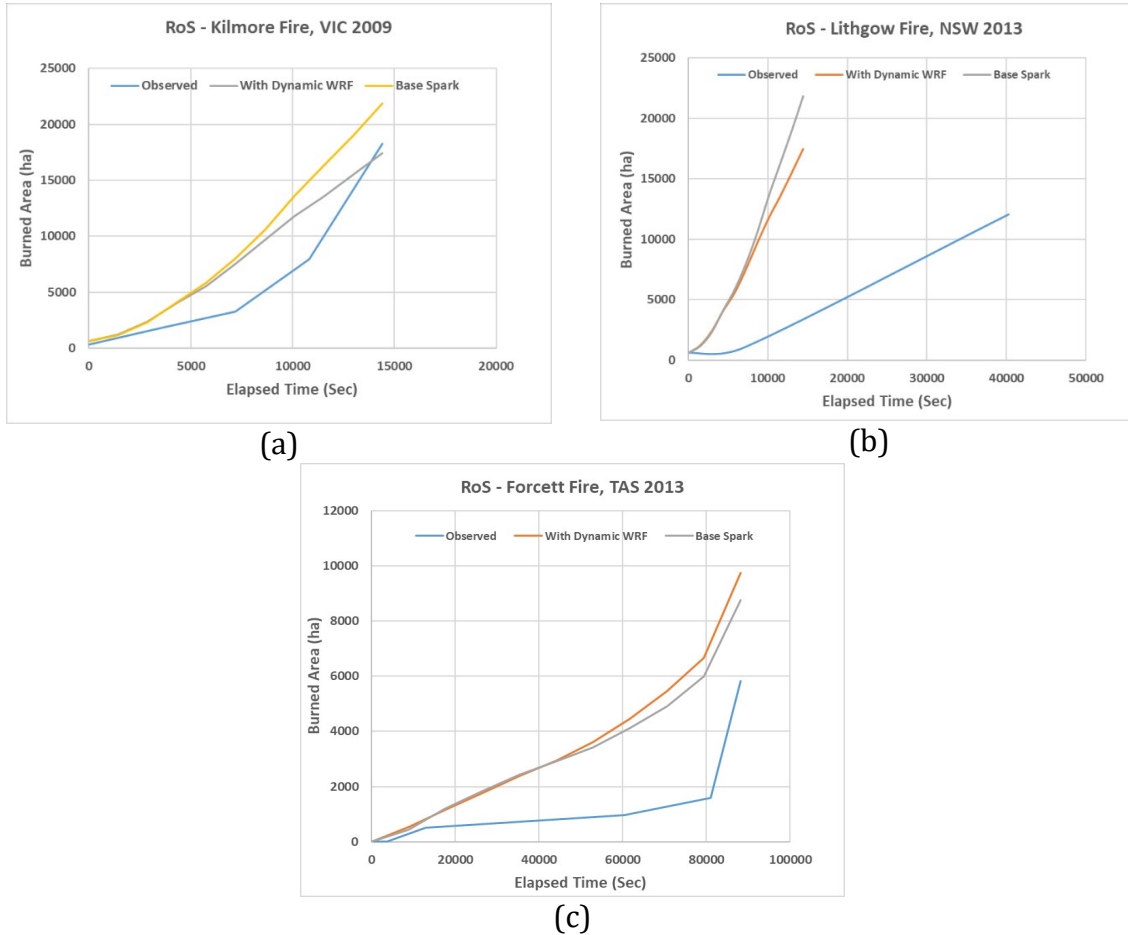 RoS - Kilmore Fire, VIC 2009
25000
20000
15000
10000
5000
0
Observed With Dynamic WRF Base Spark
Burned Area (ha)
0 5000 10000 15000 20000
Elapsed Time (Sec)
(a)
RoS - Lithgow Fire, NSW 2013
25000
20000
15000
10000
5000
0
Observed With Dynamic WRF Base Spark
Burned Area (ha)
0 10000 20000 30000 40000 50000
Elapsed Time (Sec)
(b)
RoS - Forcett Fire, TAS 2013
12000
10000
8000
6000
4000
2000
0
Observed With Dynamic WRF Base Spark
Burned Area (ha)
0 20000 40000 60000 80000 100000
Elapsed Time (Sec)
(c)